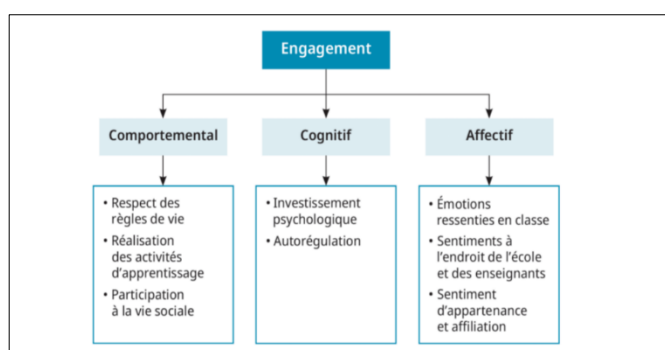 Engagement
Comportemental
Cognitif
Affectif
• Respect des
règles de vie
• Réalisation
des activités
d'apprentissage
• Participation
à la vie sociale
• Investissement
psychologique
• Autorégulation
• Émotions
ressenties en classe
• Sentiments à
l'endroit de l'école
et des enseignants
• Sentiment
d'appartenance
et affiliation